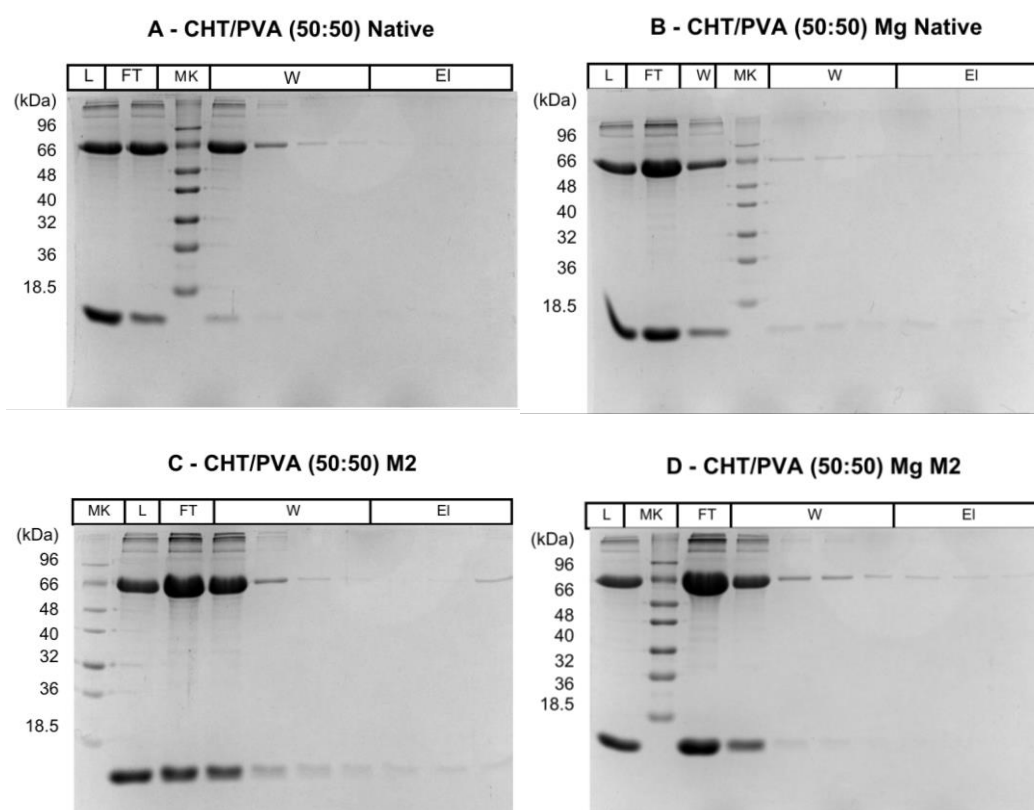 A - CHT/PVA (50:50) Native
L FT MK W El
(kDa)
96
66
48
40
32
36
18.5
B - CHT/PVA (50:50) Mg Native
L FT W MK W El
(kDa)
96
66
48
40
32
36
18.5
C - CHT/PVA (50:50) M2
MK L FT W El
(kDa)
96
66
48
40
32
36
18.5
D - CHT/PVA (50:50) Mg M2
L MK FT W El
(kDa)
96
66
48
40
32
36
18.5